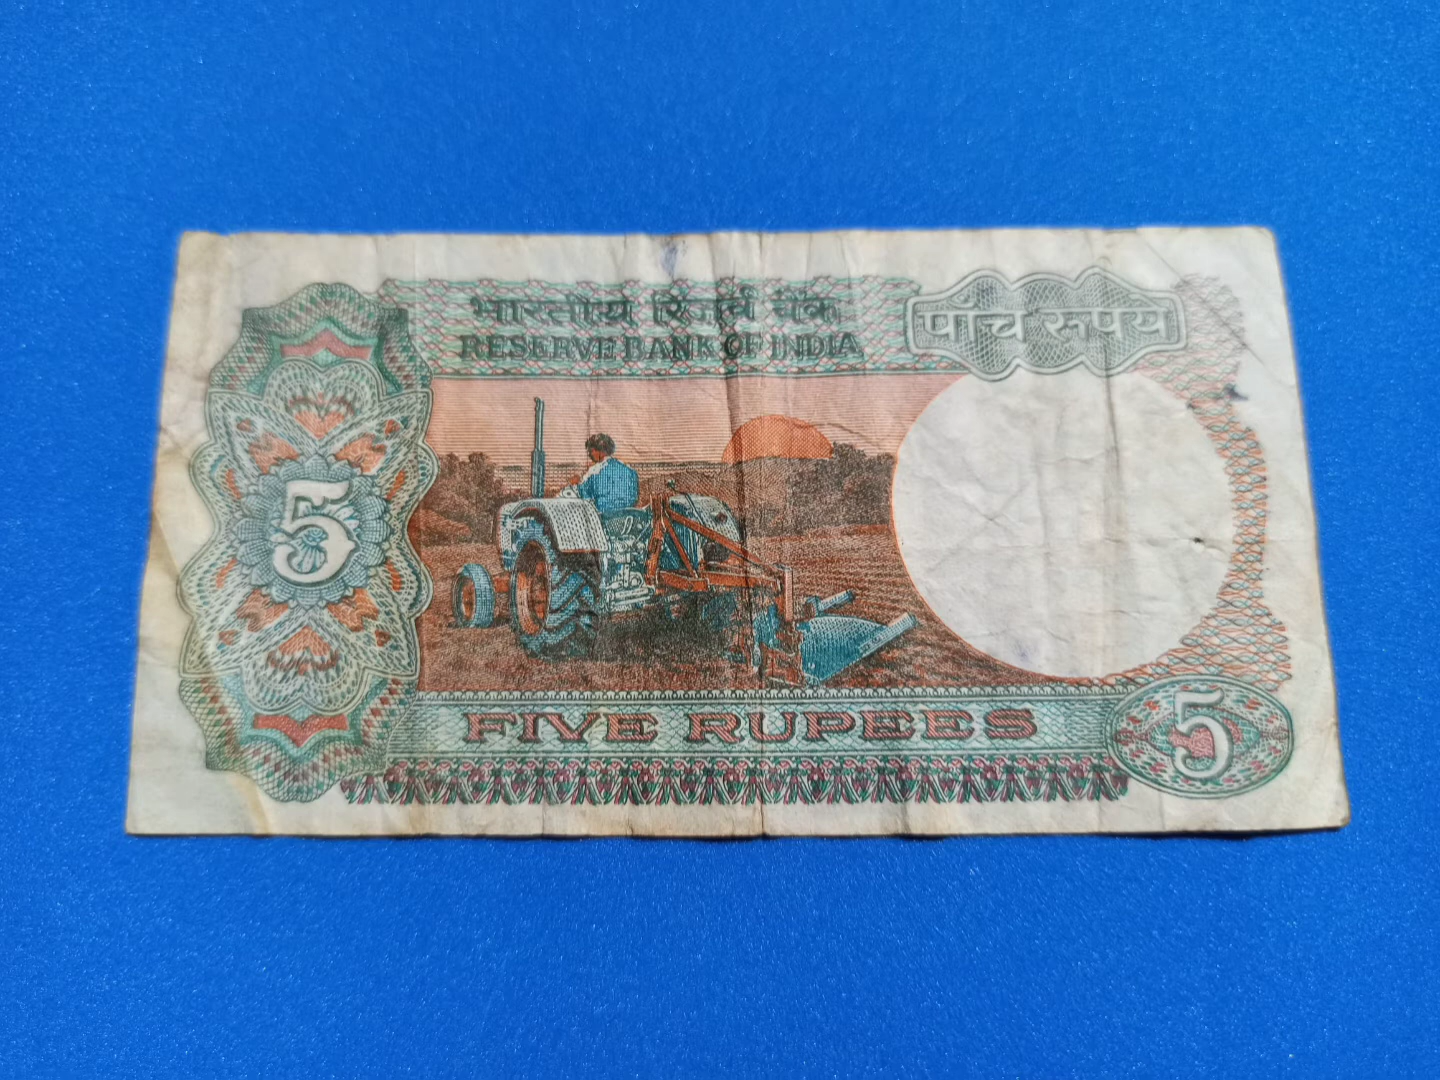 भारतीय रिज़र्व बैंक
RESERVE BANK OF INDIA
पाँच रुपये
5
FIVE RUPEES
5